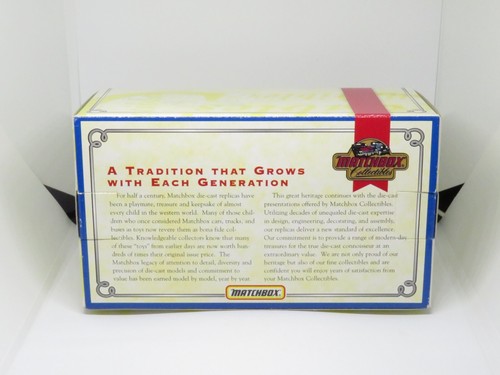 MATCHBOX
Collectibles
A TRADITION THAT GROWS
WITH EACH GENERATION
For half a century, Matchbox die-cast replicas have
been a playmate, treasure and keepsake of almost
every child in the western world. Many of those chil-
dren who once considered Matchbox cars, trucks, and
buses as toys now revere them as bona fide col-
lectibles. Knowledgeable collectors know that many
of these "toys" from earlier days are now worth hun-
dreds of times their original issue price. The
Matchbox legacy of attention to detail, diversity and
precision of die-cast models and commitment to
value has been earned model by model, year by year.
This great heritage continues with the die-cast
presentations offered by Matchbox Collectibles.
Utilizing decades of unequaled die-cast expertise
in design, engineering, decorating, and assembly,
our replicas deliver a new standard of excellence.
Our commitment is to provide a range of modern-day
treasures for the true die-cast connoisseur at an
extraordinary value. We are not only proud of our
heritage but also of our fine collectibles and are
confident you will enjoy years of satisfaction from
your Matchbox Collectibles.
MATCHBOX